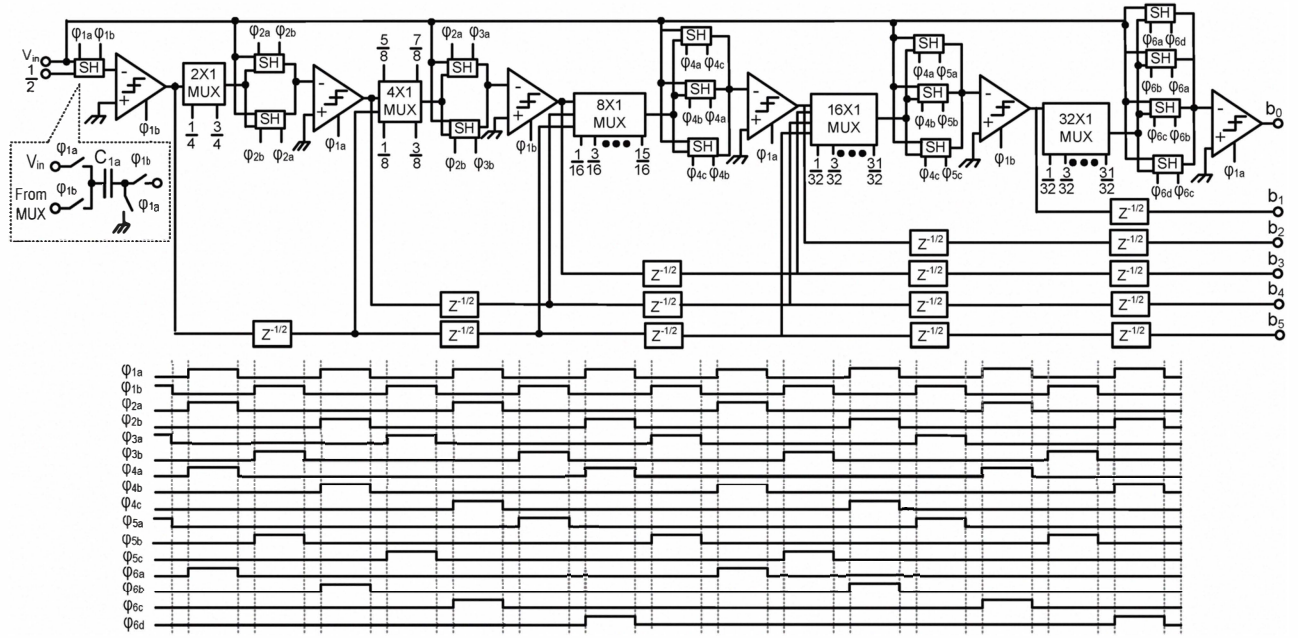 φ1a φ1b φ2a φ2b 5/8 7/8 φ2a φ3a
Vin SH
1/2
- +
φ1b
2X1 MUX
1/4 3/4
SH
SH
φ2b φ2a
- +
φ1a
4X1 MUX
1/8 3/8
SH
SH
φ2b φ3b
- +
φ1b
8X1 MUX
1/16 3/16 ••• 15/16
SH
φ4a φ4c
SH
φ4b φ4a
SH
φ4c φ4b
- +
φ1a
16X1 MUX
1/32 3/32 ••• 31/32
SH
φ4a φ5a
SH
φ4b φ5b
SH
φ4c φ5c
- +
φ1b
32X1 MUX
1/32 3/32 ••• 31/32
SH
φ6a φ6d
SH
φ6b φ6a
SH
φ6c φ6b
SH
φ6d φ6c
- +
φ1a
b0
φ1a C1a φ1b
Vin
φ1b
From MUX
φ1a
Z-1/2 b1
Z-1/2 Z-1/2 b2
Z-1/2 Z-1/2 Z-1/2 b3
Z-1/2 Z-1/2 Z-1/2 Z-1/2 b4
Z-1/2 Z-1/2 Z-1/2 Z-1/2 Z-1/2 b5
φ1a
φ1b
φ2a
φ2b
φ3a
φ3b
φ4a
φ4b
φ4c
φ5a
φ5b
φ5c
φ6a
φ6b
φ6c
φ6d